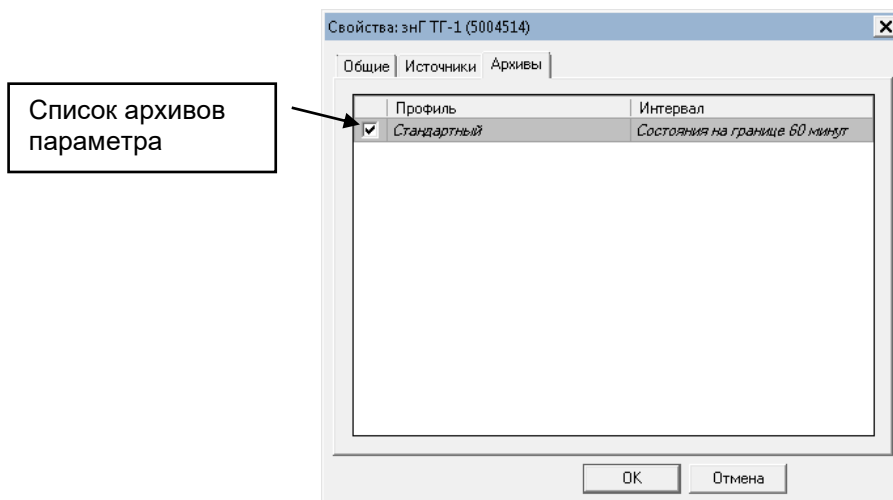 Свойства: знГ ТГ-1 (5004514)
Общие Источники Архивы
Список архивов
параметра
Профиль Интервал
Стандартный Состояния на границе 60 минут
OK Отмена